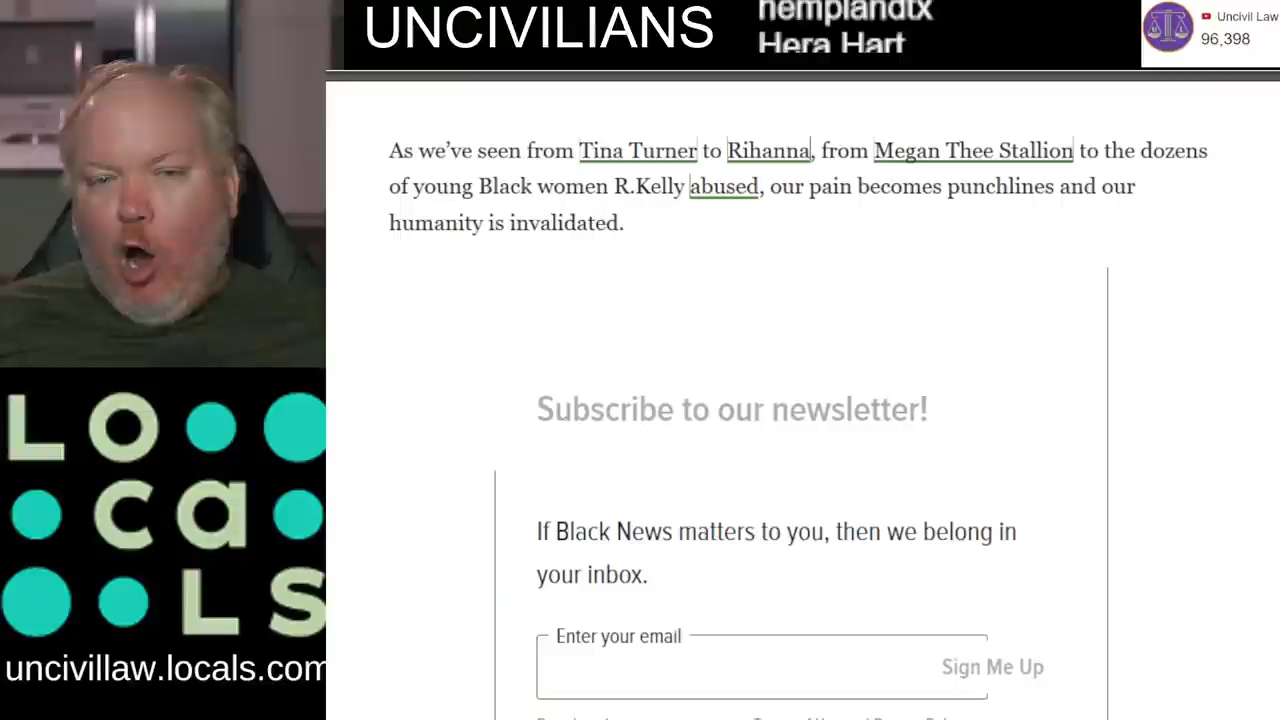 UNCIVILIANS
hemplandtx
Hera Hart
Uncivil Law
96,398
As we've seen from Tina Turner to Rihanna, from Megan Thee Stallion to the dozens
of young Black women R.Kelly abused, our pain becomes punchlines and our
humanity is invalidated.
Subscribe to our newsletter!
If Black News matters to you, then we belong in
your inbox.
Enter your email
Sign Me Up
LO
ca
LS
uncivillaw.locals.com